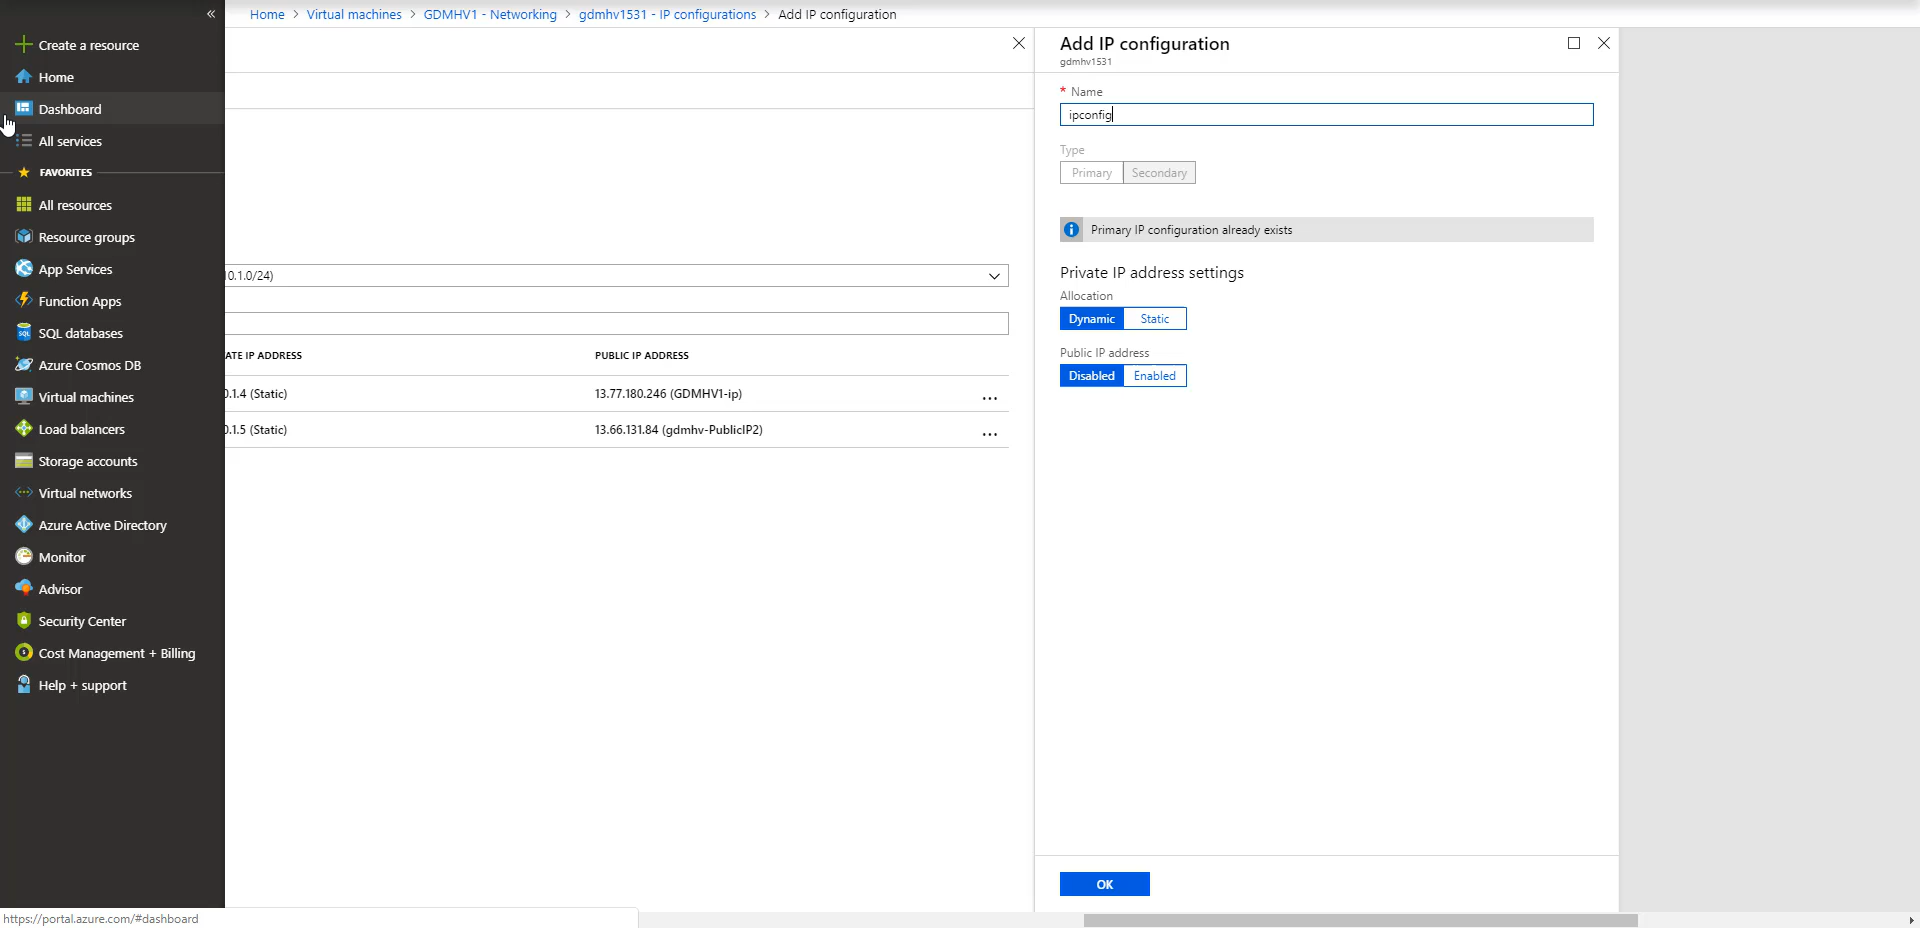 «
Home > Virtual machines > GDMHV1 - Networking > gdmhv1531 - IP configurations > Add IP configuration
Create a resource
Home
Dashboard
All services
FAVORITES
All resources
Resource groups
App Services
Function Apps
SQL databases
Azure Cosmos DB
Virtual machines
Load balancers
Storage accounts
Virtual networks
Azure Active Directory
Monitor
Advisor
Security Center
Cost Management + Billing
Help + support
https://portal.azure.com/#dashboard
10.1.0/24)
ATE IP ADDRESS PUBLIC IP ADDRESS
0.1.4 (Static) 13.77.180.246 (GDMHV1-ip) ...
0.1.5 (Static) 13.66.131.84 (gdmhv-PublicIP2) ...
Add IP configuration
gdmhv1531
* Name
ipconfig
Type
Primary Secondary
Primary IP configuration already exists
Private IP address settings
Allocation
Dynamic Static
Public IP address
Disabled Enabled
OK